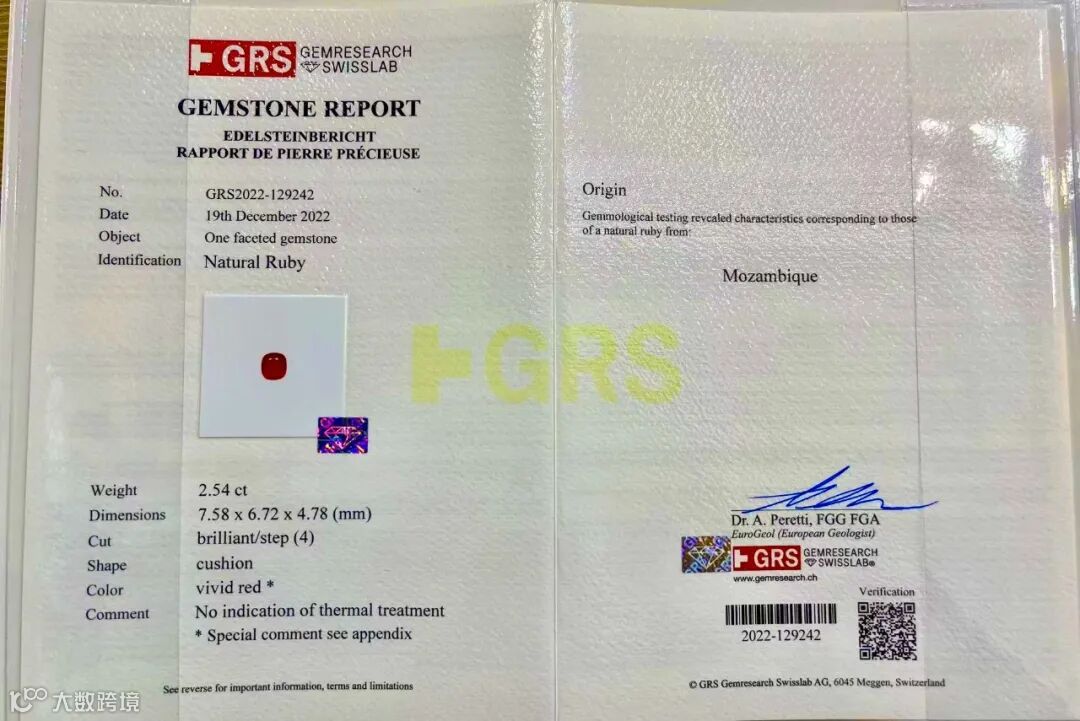 GRS GEMRESEARCH
SWISSLAB
GEMSTONE REPORT
EDELSTEINBERICHT
RAPPORT DE PIERRE PRÉCIEUSE
No. GRS2022-129242
Date 19th December 2022
Object One faceted gemstone
Identification Natural Ruby
Weight 2.54 ct
Dimensions 7.58 x 6.72 x 4.78 (mm)
Cut brilliant/step (4)
Shape cushion
Color vivid red *
Comment No indication of thermal treatment
* Special comment see appendix
See reverse for important information, terms and limitations
GRS
Origin
Gemmological testing revealed characteristics corresponding to those
of a natural ruby from:
Mozambique
Dr. A. Peretti, FGG FGA
EuroGeol (European Geologist)
GRS GEMRESEARCH
SWISSLAB®
www.gemresearch.ch
Verification
2022-129242
© GRS Gemresearch Swisslab AG, 6045 Meggen, Switzerland
大数跨境